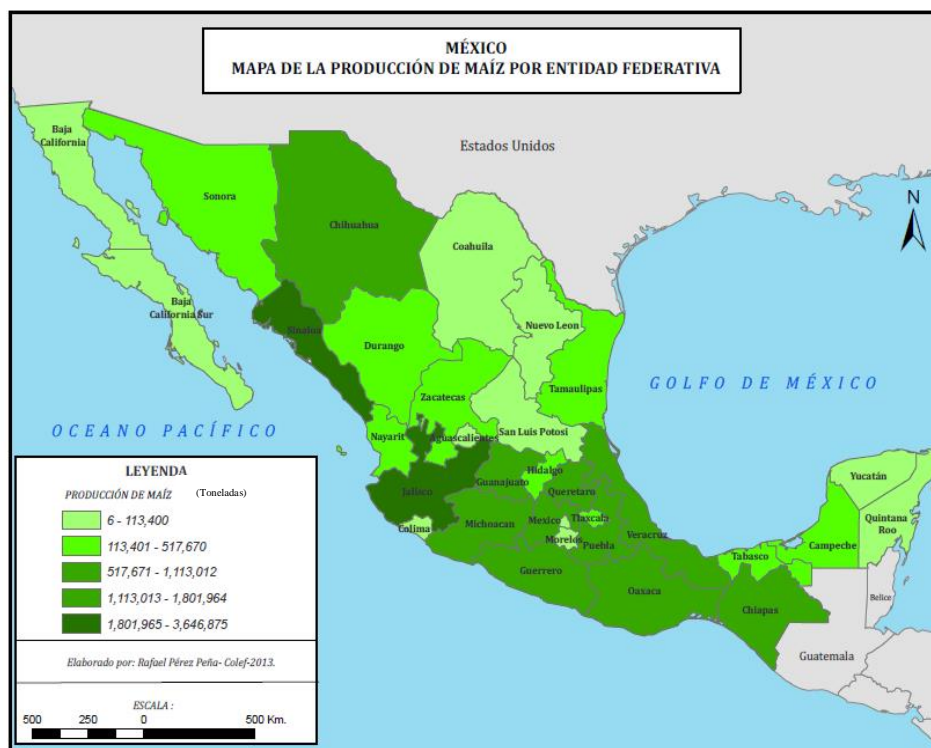 MÉXICO
MAPA DE LA PRODUCCIÓN DE MAÍZ POR ENTIDAD FEDERATIVA
Estados Unidos
N
Baja
California
Sonora
Chihuahua
Coahuila
Baja
California Sur
Sinaloa
Nuevo Leon
Durango
Tamaulipas
GOLFO DE MÉXICO
Zacatecas
OCEANO PACÍFICO
Nayarit
Aguascalientes
San Luis Potosí
Hidalgo
Guanajuato
Queretaro
Yucatán
Jalisco
Quintana
Roo
Colima
Michoacan
Mexico
Tlaxcala
Morelos
Puebla
Veracruz
Campeche
Tabasco
Guerrero
Oaxaca
Chiapas
Belice
Guatemala
LEYENDA
PRODUCCIÓN DE MAÍZ (Toneladas)
6 - 113,400
113,401 - 517,670
517,671 - 1,113,012
1,113,013 - 1,801,964
1,801,965 - 3,646,875
Elaborado por: Rafael Pérez Peña- Colef-2013.
ESCALA :
500 250 0 500 Km.